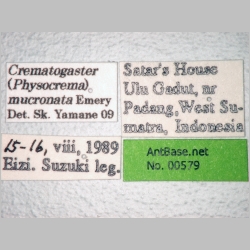 Crematogaster
(Physocrema)
mucronata Emery
Det. Sk. Yamane 09
Satar's House
Ulu Gadut, nr
Padang, West Su-
matra, Indonesia
15-16, viii, 1989
Eizi. Suzuki leg.
AntBase.net
No. 00579